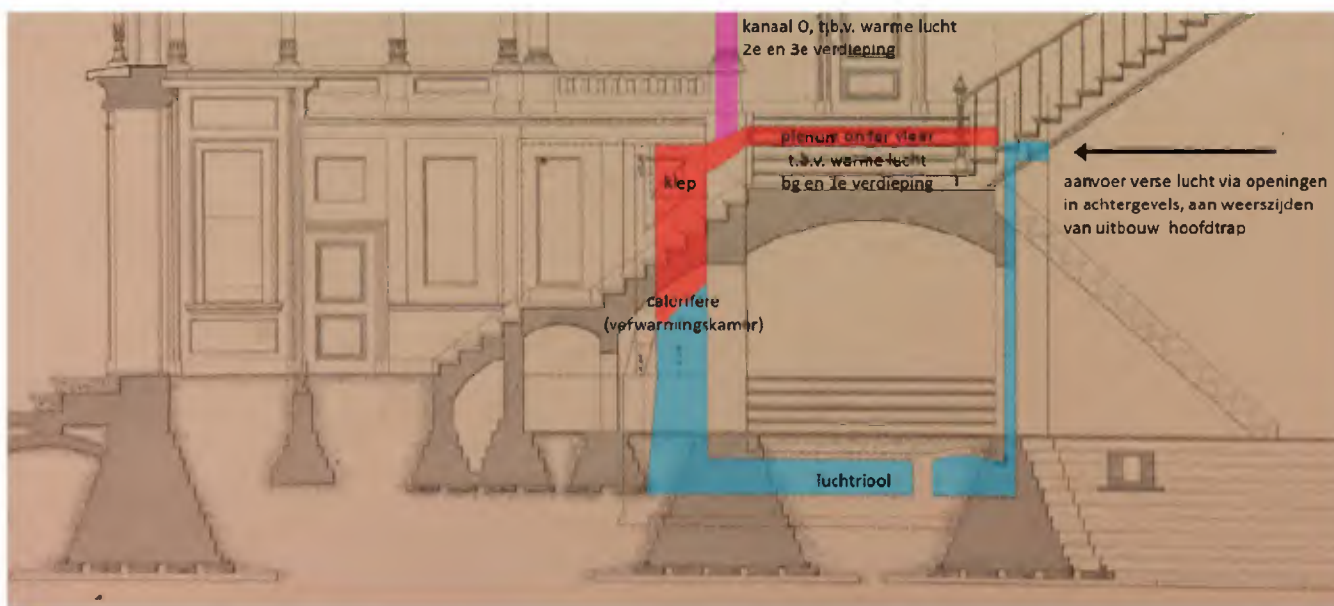 kanaal O, t.b.v. warme lucht
2e en 3e verdieping
plenum onder vloer
t.b.v. warme lucht
bg en 1e verdieping
klep
aanvoer verse lucht via openingen
in achtergevels, aan weerszijden
van uitbouw hoofdtrap
calorifere
(verwarmingskamer)
luchtriool